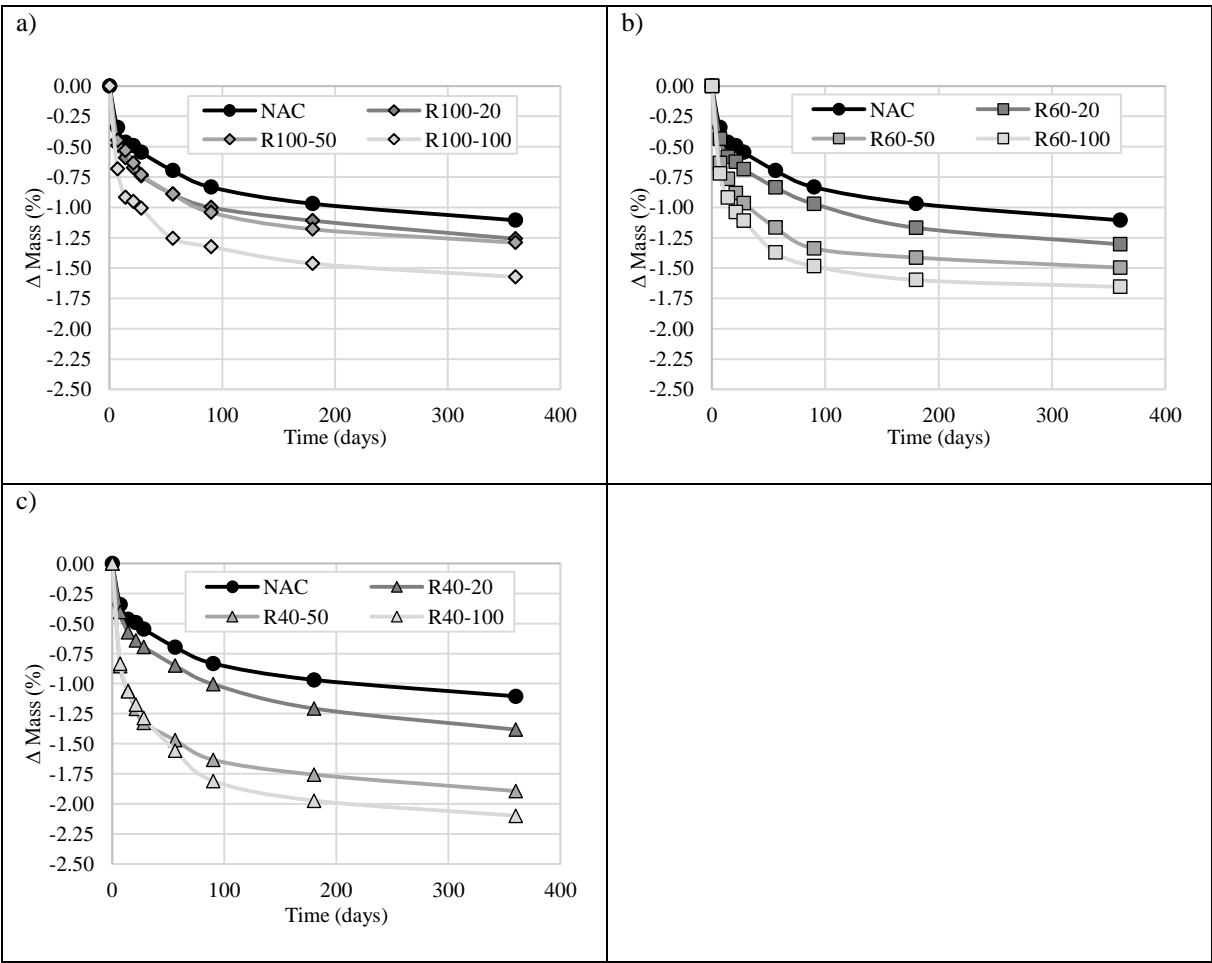 a)
0.00
-0.25
-0.50
-0.75
-1.00
-1.25
-1.50
-1.75
-2.00
-2.25
-2.50
Δ Mass (%)
NAC R100-20
R100-50 R100-100
0 100 200 300 400
Time (days)
b)
0.00
-0.25
-0.50
-0.75
-1.00
-1.25
-1.50
-1.75
-2.00
-2.25
-2.50
Δ Mass (%)
NAC R60-20
R60-50 R60-100
0 100 200 300 400
Time (days)
c)
0.00
-0.25
-0.50
-0.75
-1.00
-1.25
-1.50
-1.75
-2.00
-2.25
-2.50
Δ Mass (%)
NAC R40-20
R40-50 R40-100
0 100 200 300 400
Time (days)